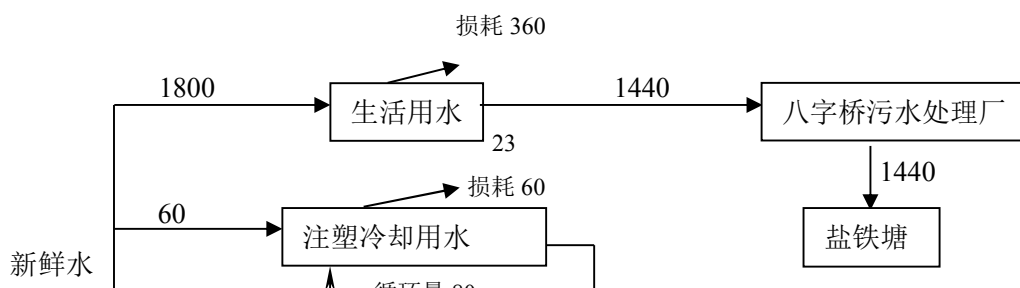 损耗 360
1800
生活用水
1440
八字桥污水处理厂
23
1440
损耗 60
60
注塑冷却用水
盐铁塘
新鲜水